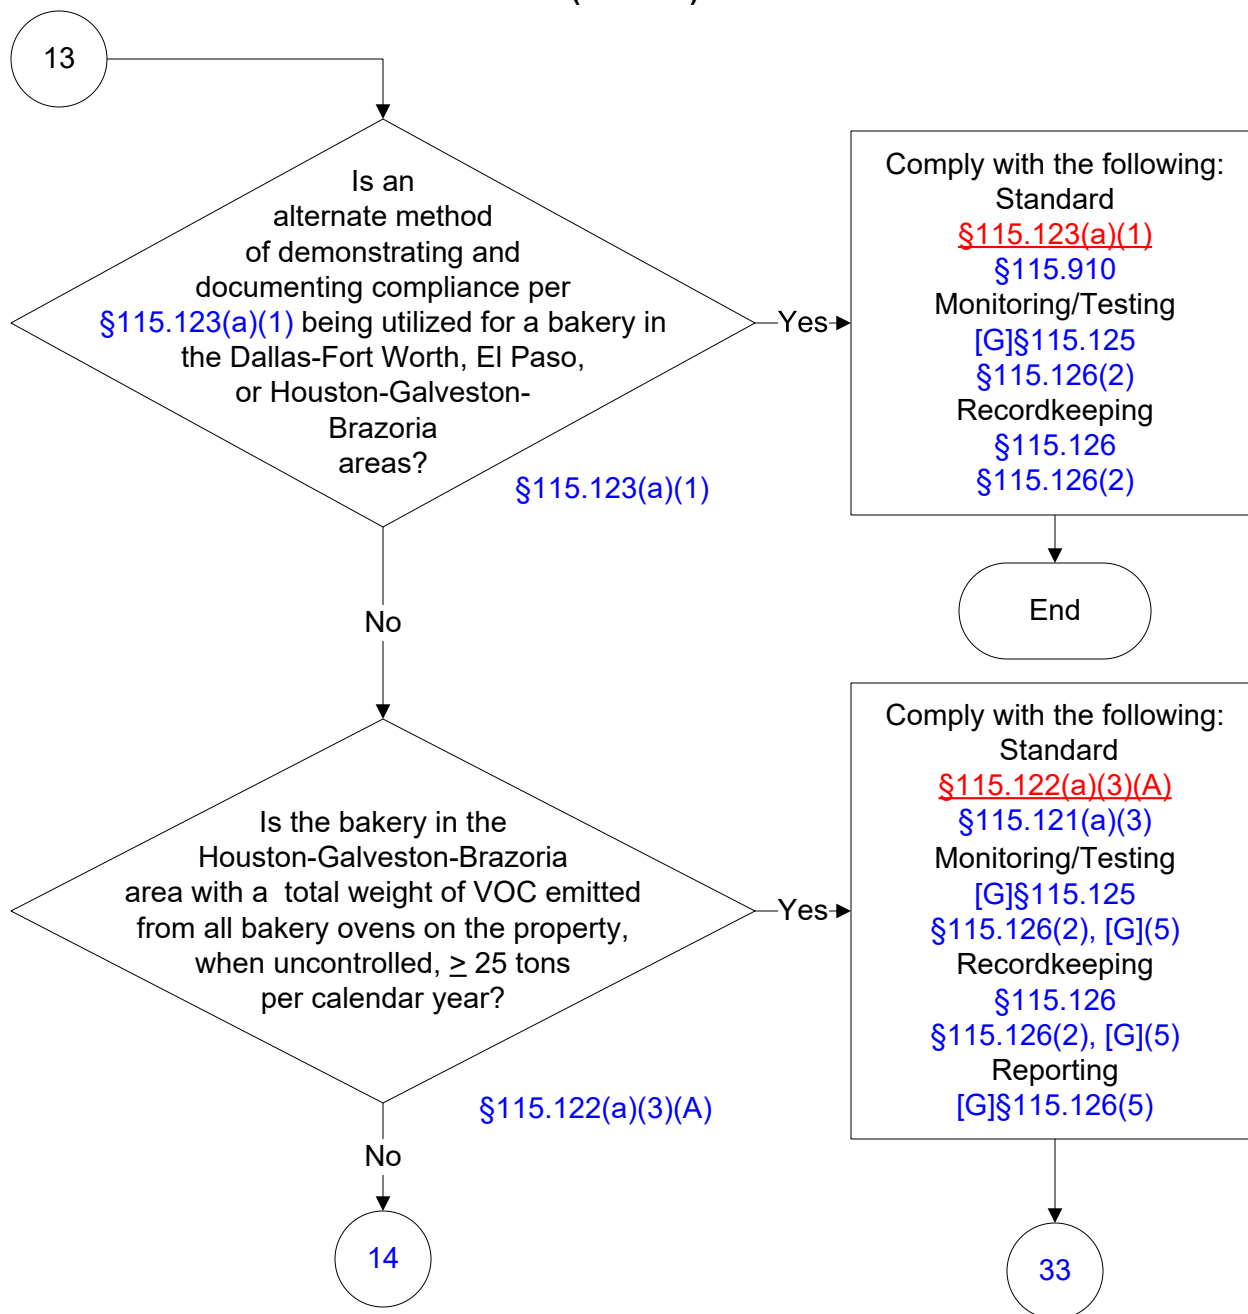 13
Is an
alternate method
of demonstrating and
documenting compliance per
§115.123(a)(1) being utilized for a bakery in
the Dallas-Fort Worth, El Paso,
or Houston-Galveston-
Brazoria
areas?
§115.123(a)(1)
Yes
Comply with the following:
Standard
§115.123(a)(1)
§115.910
Monitoring/Testing
[G]§115.125
§115.126(2)
Recordkeeping
§115.126
§115.126(2)
End
No
Is the bakery in the
Houston-Galveston-Brazoria
area with a  total weight of VOC emitted
from all bakery ovens on the property,
when uncontrolled, ≥ 25 tons
per calendar year?
§115.122(a)(3)(A)
Yes
Comply with the following:
Standard
§115.122(a)(3)(A)
§115.121(a)(3)
Monitoring/Testing
[G]§115.125
§115.126(2), [G](5)
Recordkeeping
§115.126
§115.126(2), [G](5)
Reporting
[G]§115.126(5)
No
14
33